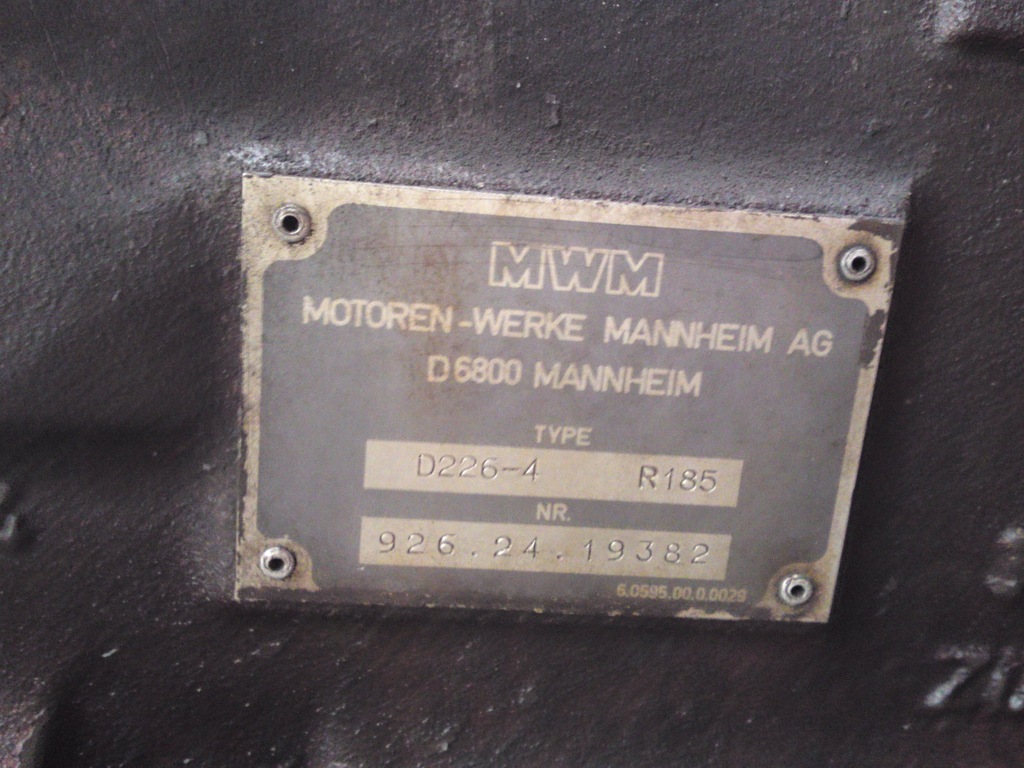 MWM
MOTOREN-WERKE MANNHEIM AG
D 6800 MANNHEIM
TYPE
D226-4 R185
NR.
926.24.19382
6.0595.00.0.0029